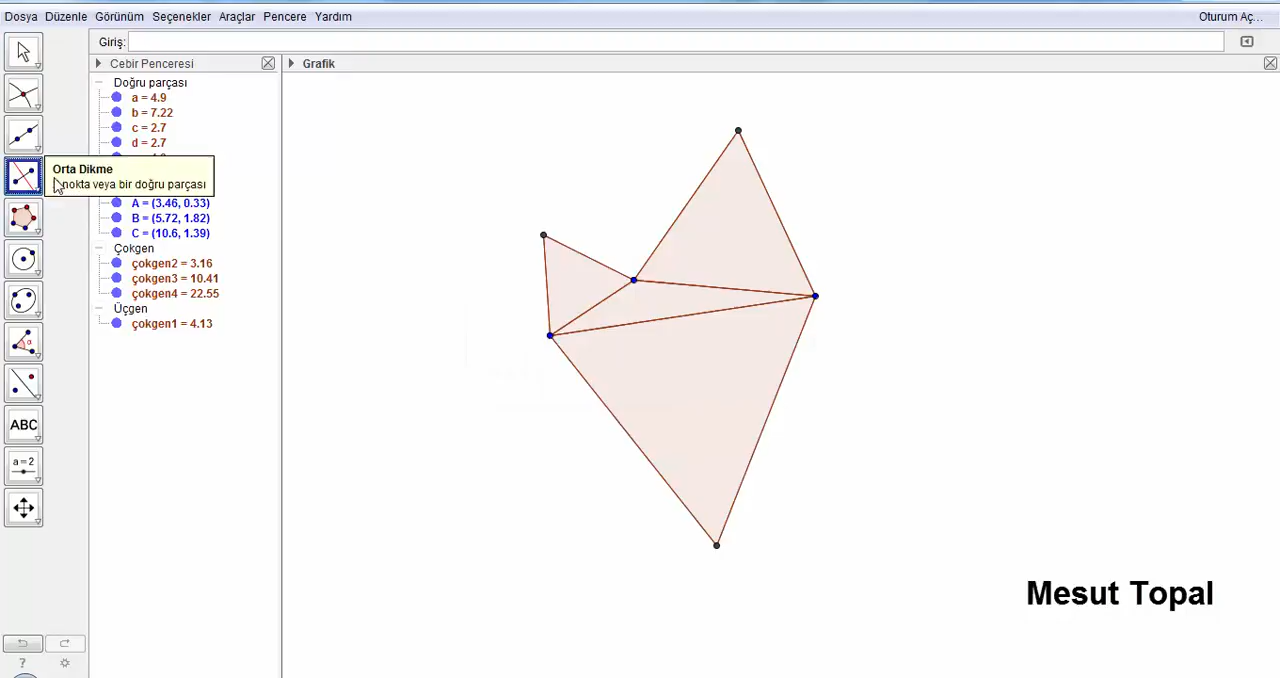 Dosya Düzenle Görünüm Seçenekler Araçlar Pencere Yardım Oturum Aç...
Giriş:
Cebir Penceresi Grafik
Doğru parçası
a = 4.9
b = 7.22
c = 2.7
d = 2.7
Orta Dikme
nokta veya bir doğru parçası
A = (3.46, 0.33)
B = (5.72, 1.82)
C = (10.6, 1.39)
Çokgen
çokgen2 = 3.16
çokgen3 = 10.41
çokgen4 = 22.55
Üçgen
çokgen1 = 4.13
α
ABC
a=2
?
Mesut Topal